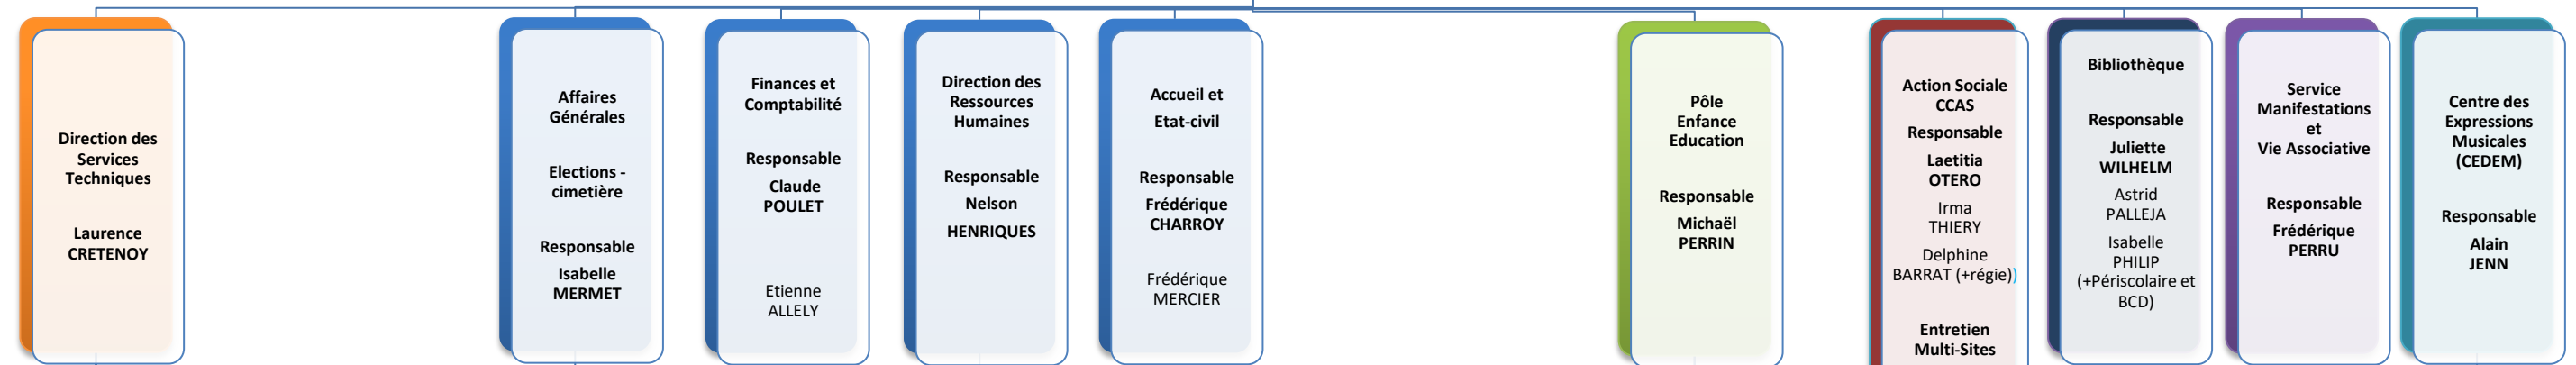 Direction des
Services
Techniques
Laurence
CRETENOY
Affaires
Générales
Elections -
cimetière
Responsable
Isabelle
MERMET
Finances et
Comptabilité
Responsable
Claude
POULET
Etienne
ALLELY
Direction des
Ressources
Humaines
Responsable
Nelson
HENRIQUES
Accueil et
Etat-civil
Responsable
Frédérique
CHARROY
Frédérique
MERCIER
Pôle
Enfance
Education
Responsable
Michaël
PERRIN
Action Sociale
CCAS
Responsable
Laetitia
OTERO
Irma
THIERY
Delphine
BARRAT (+régie))
Entretien
Multi-Sites
Bibliothèque
Responsable
Juliette
WILHELM
Astrid
PALLEJA
Isabelle
PHILIP
(+Périscolaire et
BCD)
Service
Manifestations
et
Vie Associative
Responsable
Frédérique
PERRU
Centre des
Expressions
Musicales
(CEDEM)
Responsable
Alain
JENN